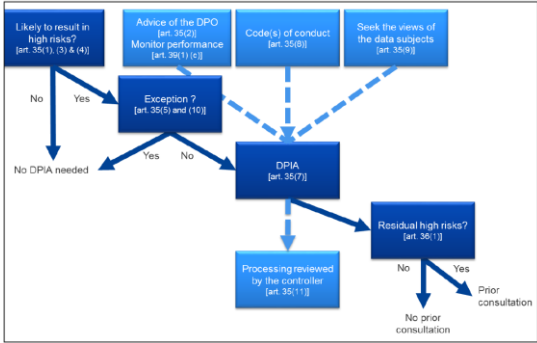 Likely to result in
high risks?
[art. 35(1), (3) & (4)]
Advice of the DPO
[art. 35(2)]
Monitor performance
[art. 39(1) (c)]
Code(s) of conduct
[art. 35(8)]
Seek the views of
the data subjects
[art. 35(9)]
No
Yes
Exception ?
[art. 35(5) and (10)]
Yes
No
No DPIA needed
DPIA
[art. 35(7)]
Residual high risks?
[art. 36(1)]
Processing reviewed
by the controller
[art. 35(11)]
No
Yes
Prior
consultation
No prior
consultation